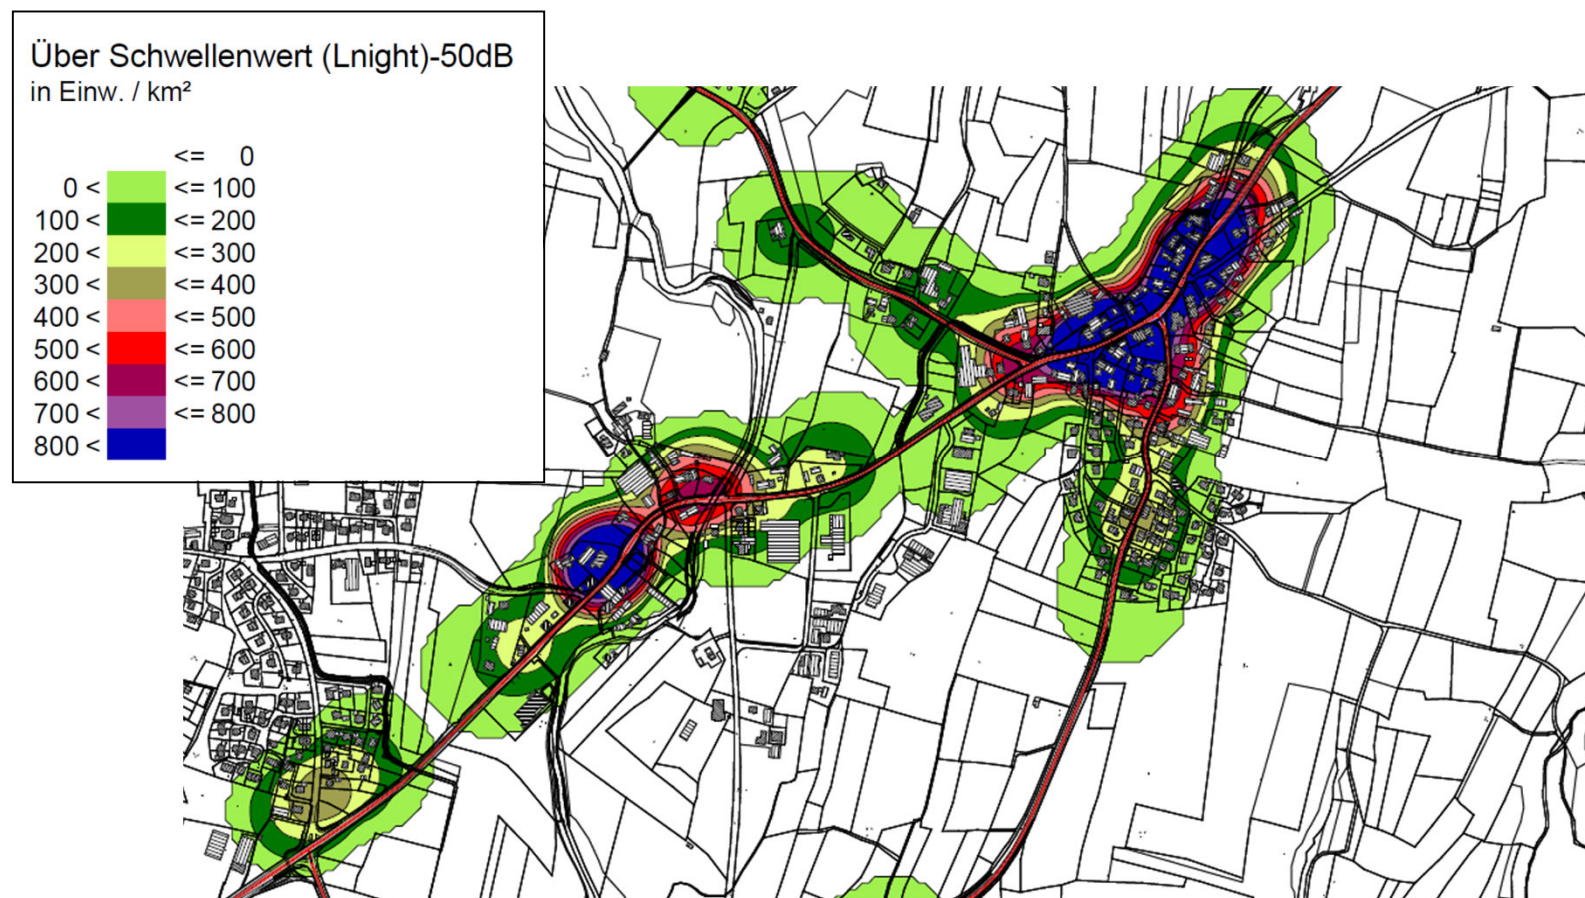 Über Schwellenwert (Lnight)-50dB
in Einw. / km²
<= 0
0 < <= 100
100 < <= 200
200 < <= 300
300 < <= 400
400 < <= 500
500 < <= 600
600 < <= 700
700 < <= 800
800 <